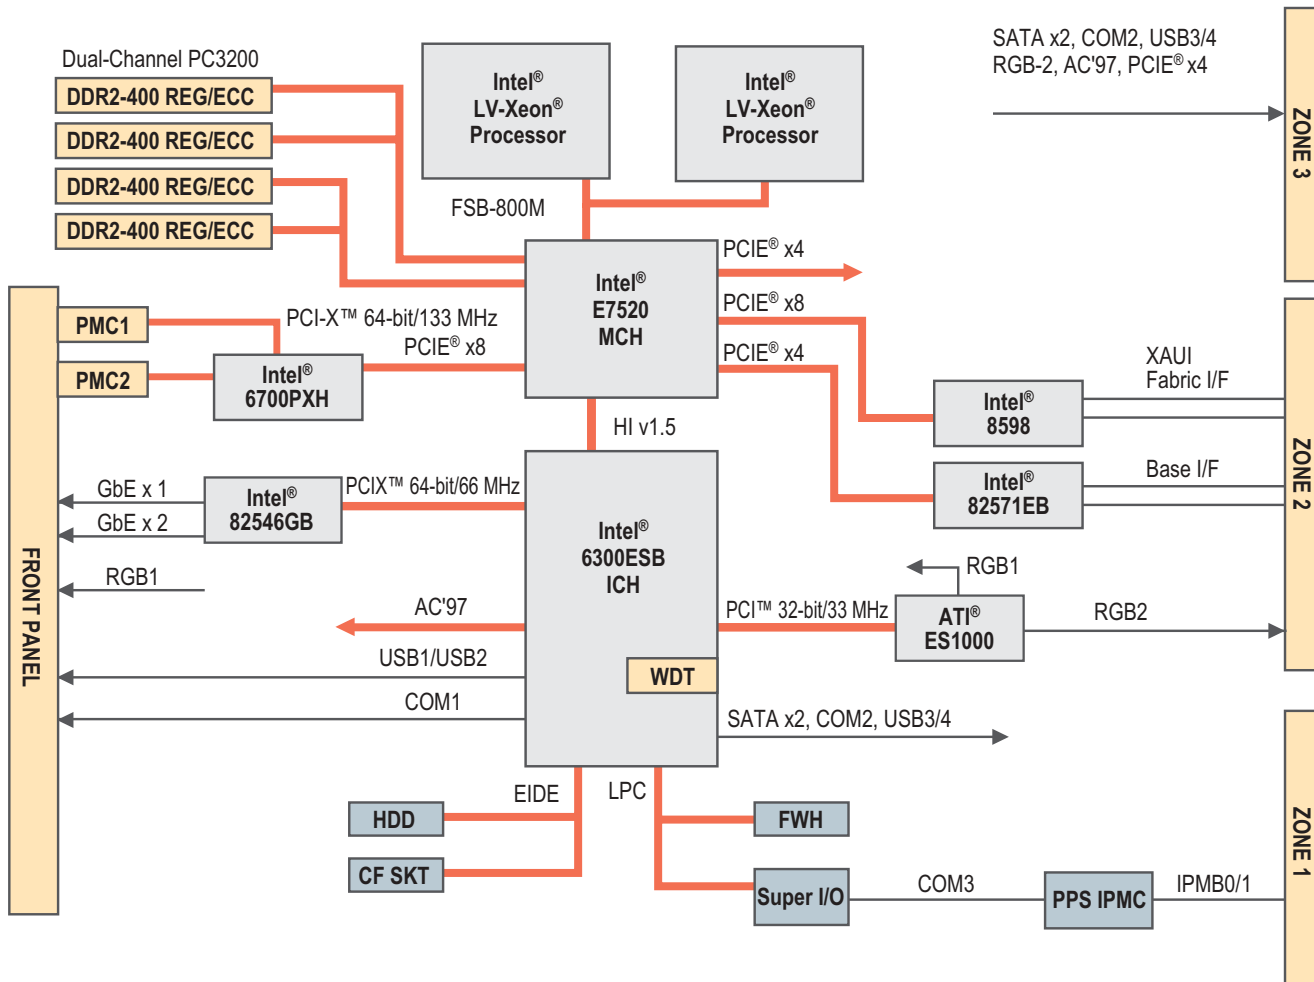 Dual-Channel PC3200
DDR2-400 REG/ECC
DDR2-400 REG/ECC
DDR2-400 REG/ECC
DDR2-400 REG/ECC
Intel®
LV-Xeon®
Processor
Intel®
LV-Xeon®
Processor
FSB-800M
SATA x2, COM2, USB3/4
RGB-2, AC'97, PCIE® x4
ZONE 3
Intel®
E7520
MCH
PCIE® x4
PCIE® x8
PCIE® x4
PMC1
PMC2
PCI-X™ 64-bit/133 MHz
PCIE® x8
Intel®
6700PXH
HI v1.5
XAUI
Fabric I/F
Intel®
8598
Base I/F
Intel®
82571EB
ZONE 2
GbE x 1
GbE x 2
Intel®
82546GB
PCIX™ 64-bit/66 MHz
Intel®
6300ESB
ICH
FRONT PANEL
RGB1
AC'97
USB1/USB2
COM1
WDT
PCI™ 32-bit/33 MHz
RGB1
ATI®
ES1000
RGB2
SATA x2, COM2, USB3/4
EIDE
LPC
HDD
CF SKT
FWH
Super I/O
COM3
PPS IPMC
IPMB0/1
ZONE 1